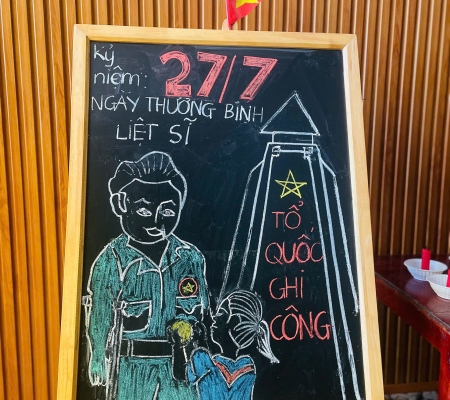 Kỷ
niệm: 27/7
NGÀY THƯƠNG BINH
LIỆT SĨ
TỔ
QUỐC
GHI
CÔNG